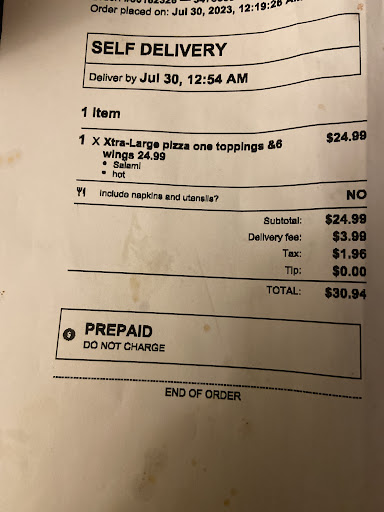 Order placed on: Jul 30, 2023, 12:19:26
SELF DELIVERY
Deliver by Jul 30, 12:54 AM
1 Item
1 X Xtra-Large pizza one toppings &6 $24.99
wings 24.99
• Salami
• hot
Include napkins and utensils? NO
Subtotal: $24.99
Delivery fee: $3.99
Tax: $1.96
Tip: $0.00
TOTAL: $30.94
PREPAID
DO NOT CHARGE
END OF ORDER